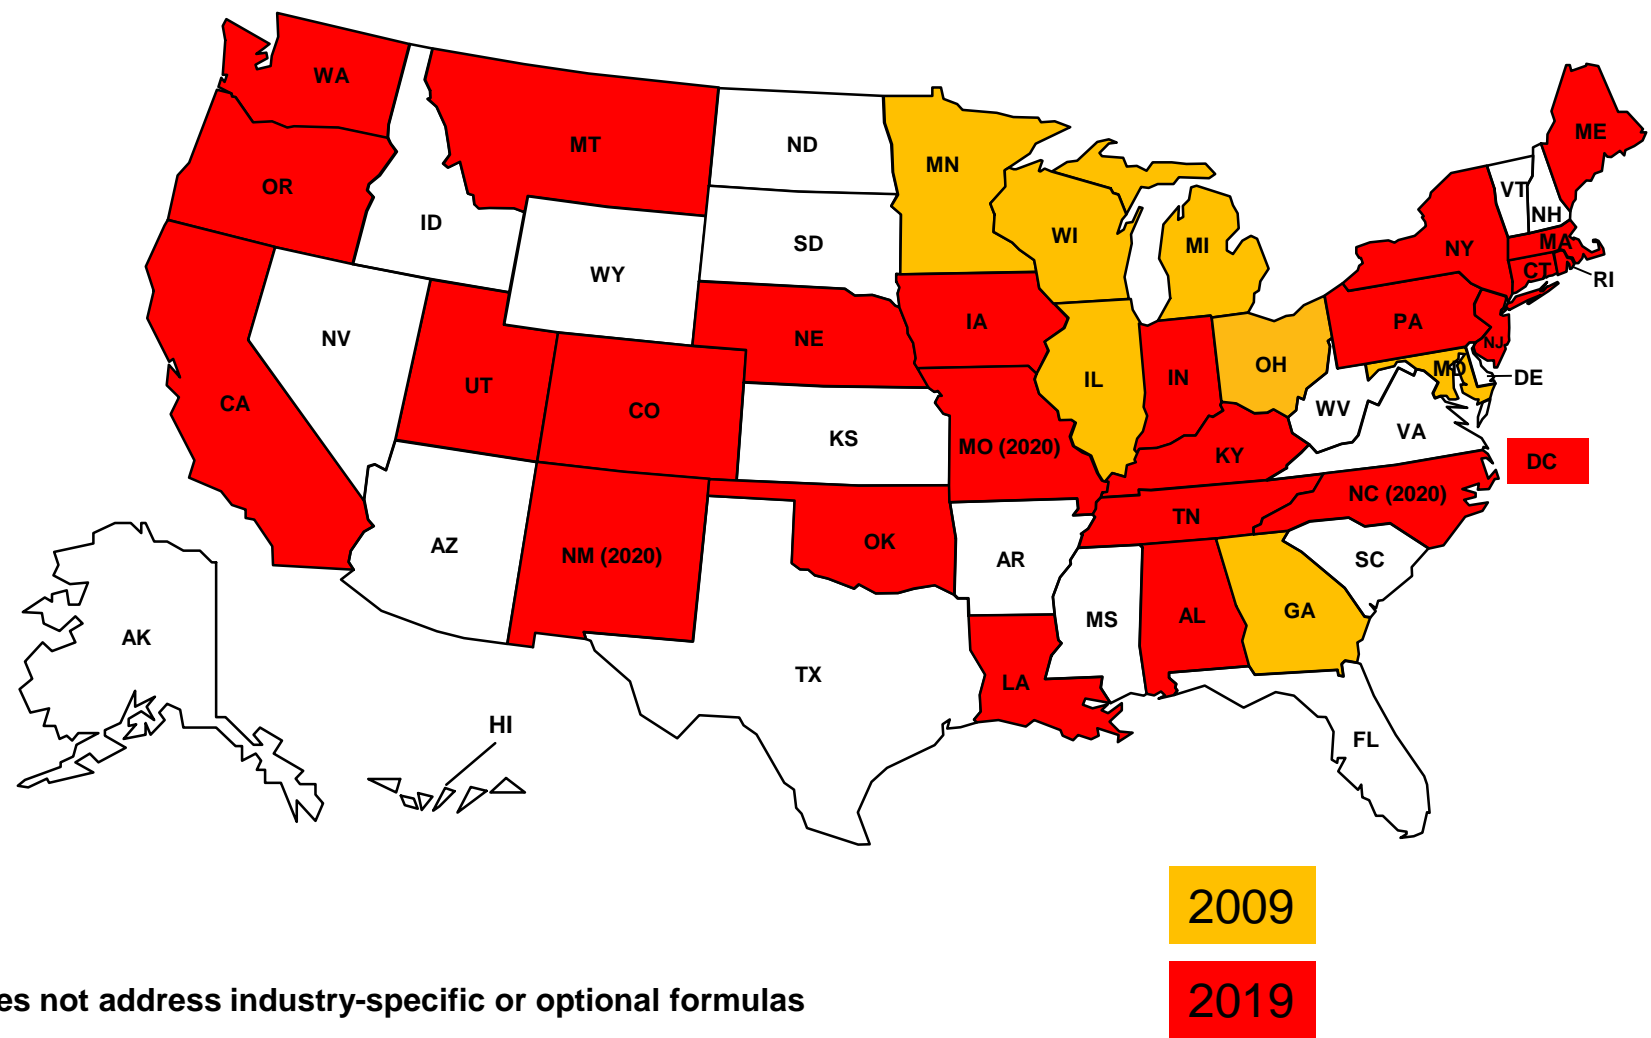 WA
MT
ND
MN
ME
OR
ID
SD
WI
MI
VT
NH
NY
MA
CT
RI
WY
NV
NE
IA
PA
NJ
UT
CO
IL
IN
OH
MD
DE
CA
KS
MO (2020)
WV
VA
KY
DC
AZ
NM (2020)
OK
AR
TN
NC (2020)
SC
AK
MS
AL
GA
TX
LA
HI
FL
2009
es not address industry-specific or optional formulas
2019